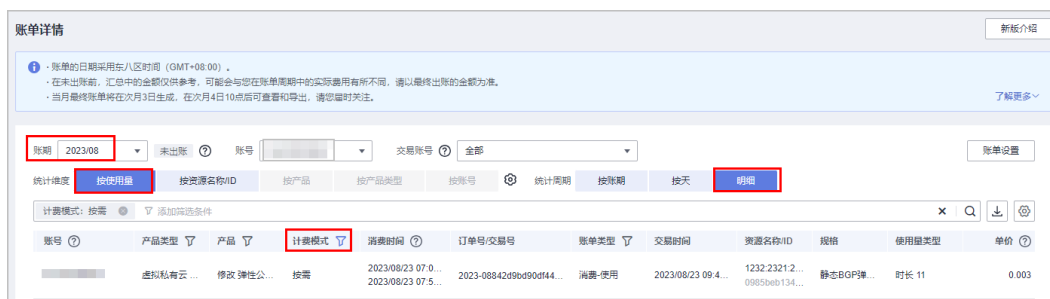 账单详情
新版介绍
· 账单的日期采用东八区时间（GMT+08:00）。
· 在未出账前，汇总中的金额仅供参考，可能会与您在账单周期中的实际费用有所不同，请以最终出账的金额为准。
· 当月最终账单将在次月3日生成，在次月4日10点后可查看和导出，请您届时关注。
了解更多
账期 2023/08 未出账 账号 交易账号 全部 账单设置
统计维度 按使用量 按资源名称/ID 按产品 按产品类型 按账号 统计周期 按账期 按天 明细
计费模式：按需 添加筛选条件
账号 产品类型 产品 计费模式 消费时间 订单号/交易号 账单类型 交易时间 资源名称/ID 规格 使用量类型 单价
虚拟私有云 ... 修改 弹性公... 按需 2023/08/23 07:0... 2023/08/23 07:5... 2023-08842d9bd90df44... 消费-使用 2023/08/23 09:4... 1232:2321:2... 0985beb134... 静态BGP弹... 时长 11 0.003